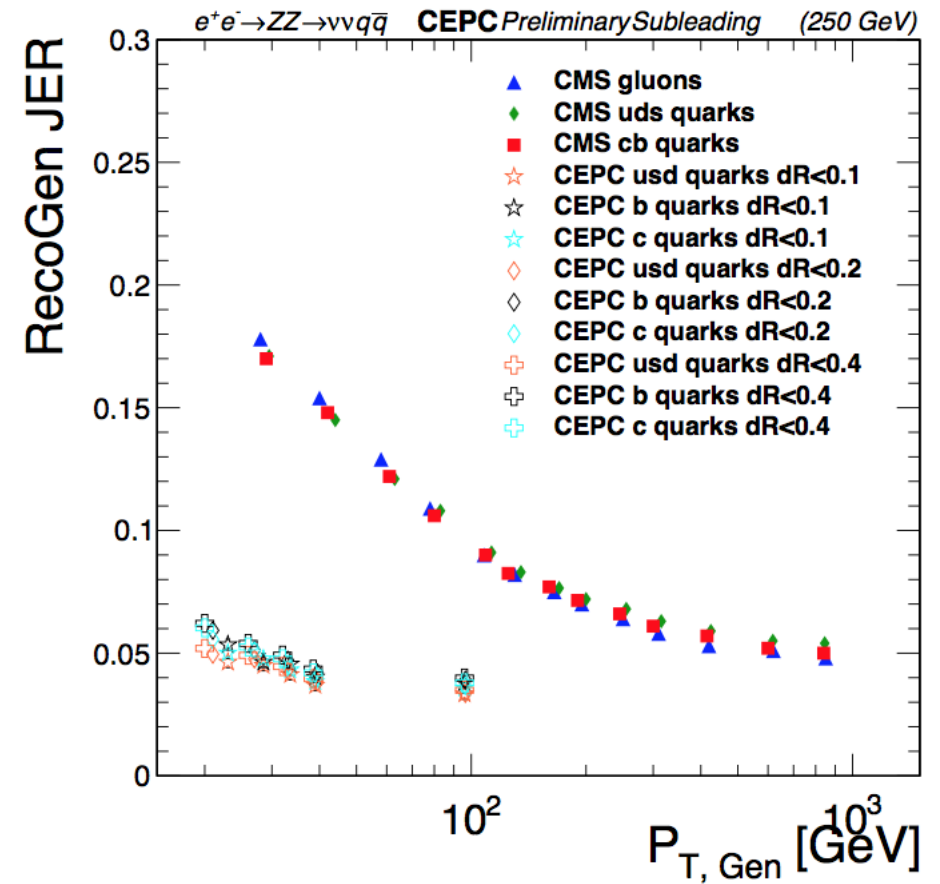 e⁺e⁻→ZZ→ννqq̅ CEPC Preliminary Subleading (250 GeV)
RecoGen JER
0.3
0.25
0.2
0.15
0.1
0.05
0
CMS gluons
CMS uds quarks
CMS cb quarks
CEPC usd quarks dR<0.1
CEPC b quarks dR<0.1
CEPC c quarks dR<0.1
CEPC usd quarks dR<0.2
CEPC b quarks dR<0.2
CEPC c quarks dR<0.2
CEPC usd quarks dR<0.4
CEPC b quarks dR<0.4
CEPC c quarks dR<0.4
10² 10³
P_T, Gen [GeV]